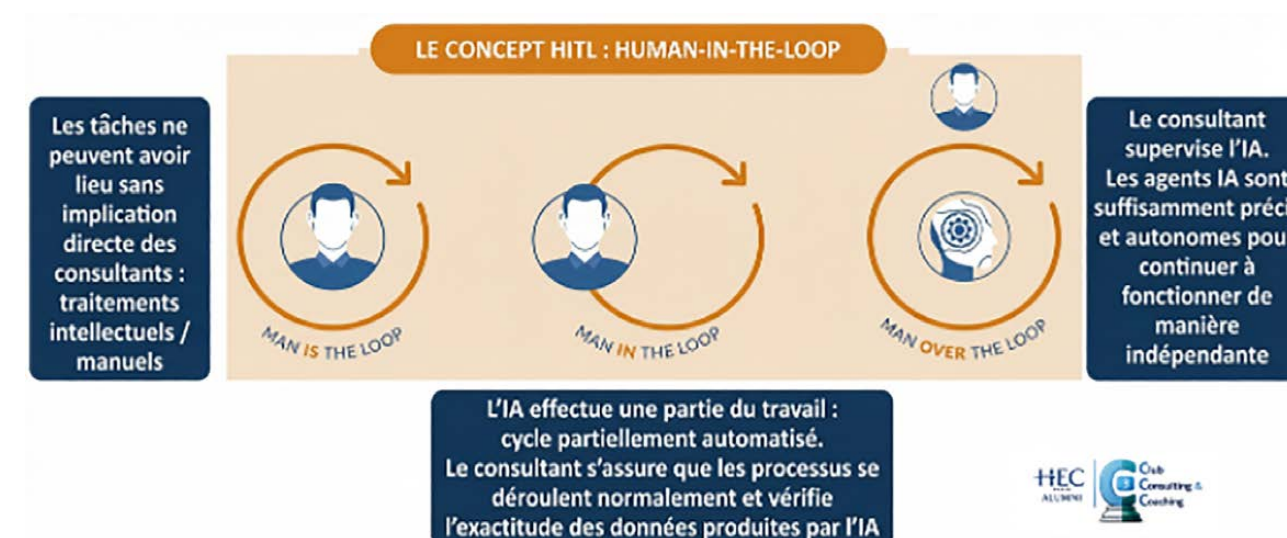 LE CONCEPT HITL : HUMAN-IN-THE-LOOP
Les tâches ne
peuvent avoir
lieu sans
implication
directe des
consultants :
traitements
intellectuels /
manuels
MAN IS THE LOOP
MAN IN THE LOOP
MAN OVER THE LOOP
Le consultant
supervise l’IA.
Les agents IA sont
suffisamment préci
et autonomes pou
continuer à
fonctionner de
manière
indépendante
L’IA effectue une partie du travail :
cycle partiellement automatisé.
Le consultant s’assure que les processus se
déroulent normalement et vérifie
l’exactitude des données produites par l’IA
HEC
ALUMNI
Club
Consulting &
Coaching